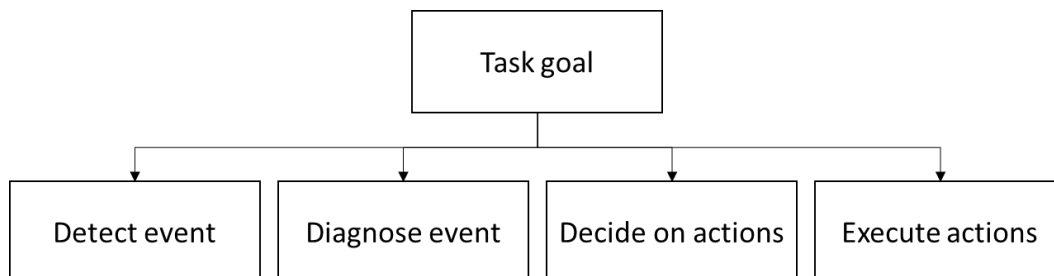 Task goal
Detect event
Diagnose event
Decide on actions
Execute actions